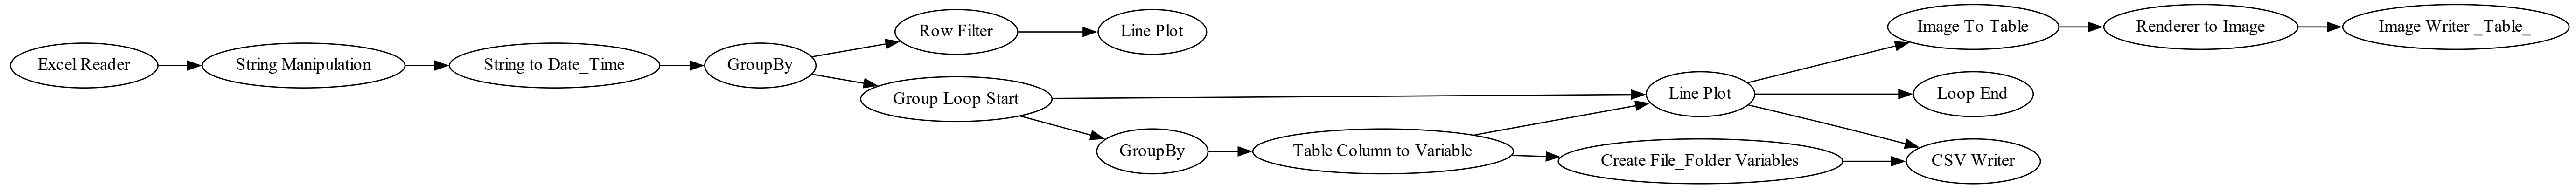 Excel Reader
String Manipulation
String to Date_Time
GroupBy
Row Filter
Line Plot
Group Loop Start
GroupBy
Table Column to Variable
Line Plot
Create File_Folder Variables
Image To Table
Renderer to Image
Image Writer _Table_
Loop End
CSV Writer